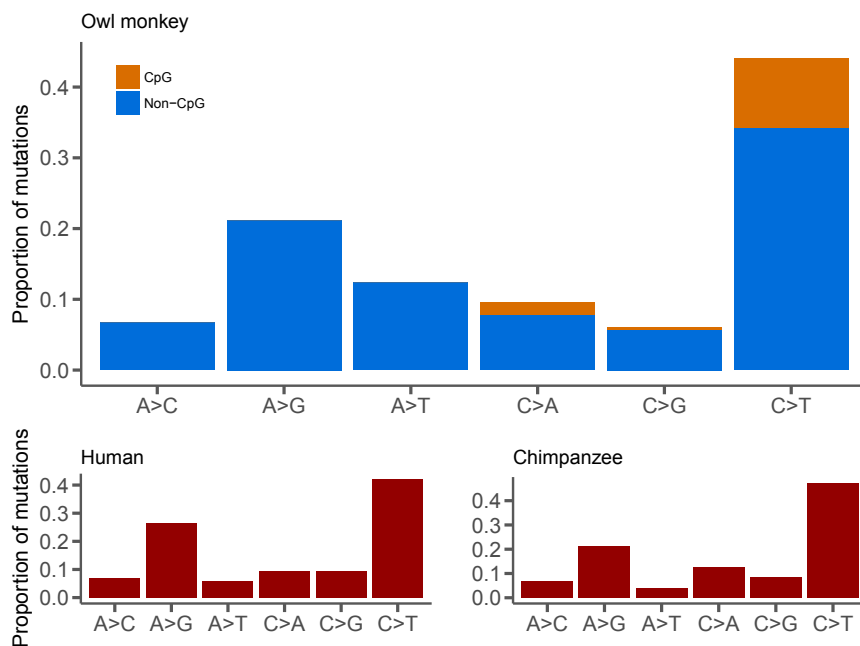 Owl monkey
CpG
Non−CpG
Proportion of mutations
0.4
0.3
0.2
0.1
0.0
A>C A>G A>T C>A C>G C>T
Human
Proportion of mutations
0.4
0.3
0.2
0.1
0.0
A>C A>G A>T C>A C>G C>T
Chimpanzee
0.4
0.3
0.2
0.1
0.0
A>C A>G A>T C>A C>G C>T